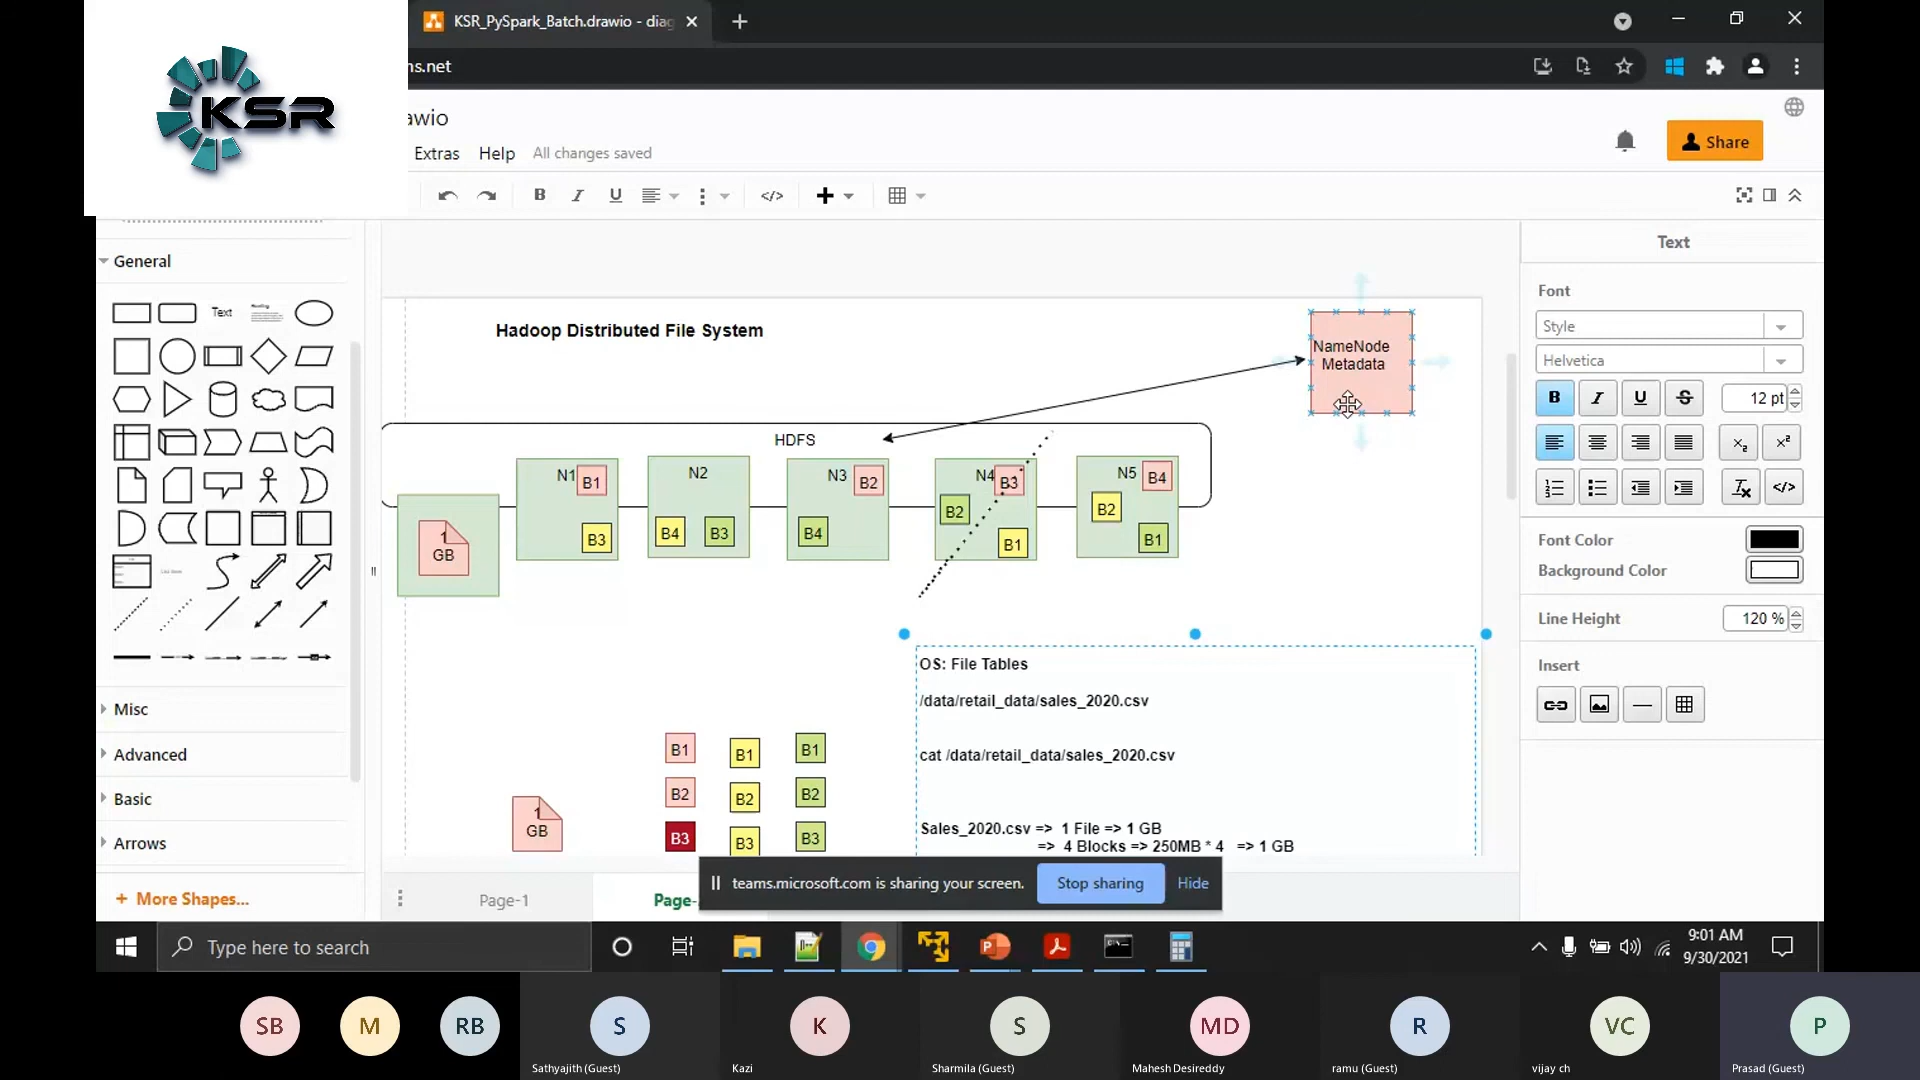 KSR
KSR_PySpark_Batch.drawio - diag
ns.net
awio
Extras
Help
All changes saved
Share
B
I
U
General
Text
Heading
Misc
Advanced
Basic
Arrows
+ More Shapes...
Hadoop Distributed File System
NameNode
Metadata
HDFS
N1
B1
B3
N2
B4
B3
N3
B2
B4
N4
B3
B2
B1
N5
B4
B2
B1
1
GB
OS: File Tables
/data/retail_data/sales_2020.csv
cat /data/retail_data/sales_2020.csv
Sales_2020.csv => 1 File => 1 GB
=> 4 Blocks => 250MB * 4 => 1 GB
B1
B1
B1
B2
B2
B2
B3
B3
B3
1
GB
Page-1
Page-
teams.microsoft.com is sharing your screen.
Stop sharing
Hide
Text
Font
Style
Helvetica
B
I
U
S
12 pt
Font Color
Background Color
Line Height
120 %
Insert
Type here to search
9:01 AM
9/30/2021
SB
M
RB
S
Sathyajith (Guest)
K
Kazi
S
Sharmila (Guest)
MD
Mahesh Desireddy
R
ramu (Guest)
VC
vijay ch
P
Prasad (Guest)